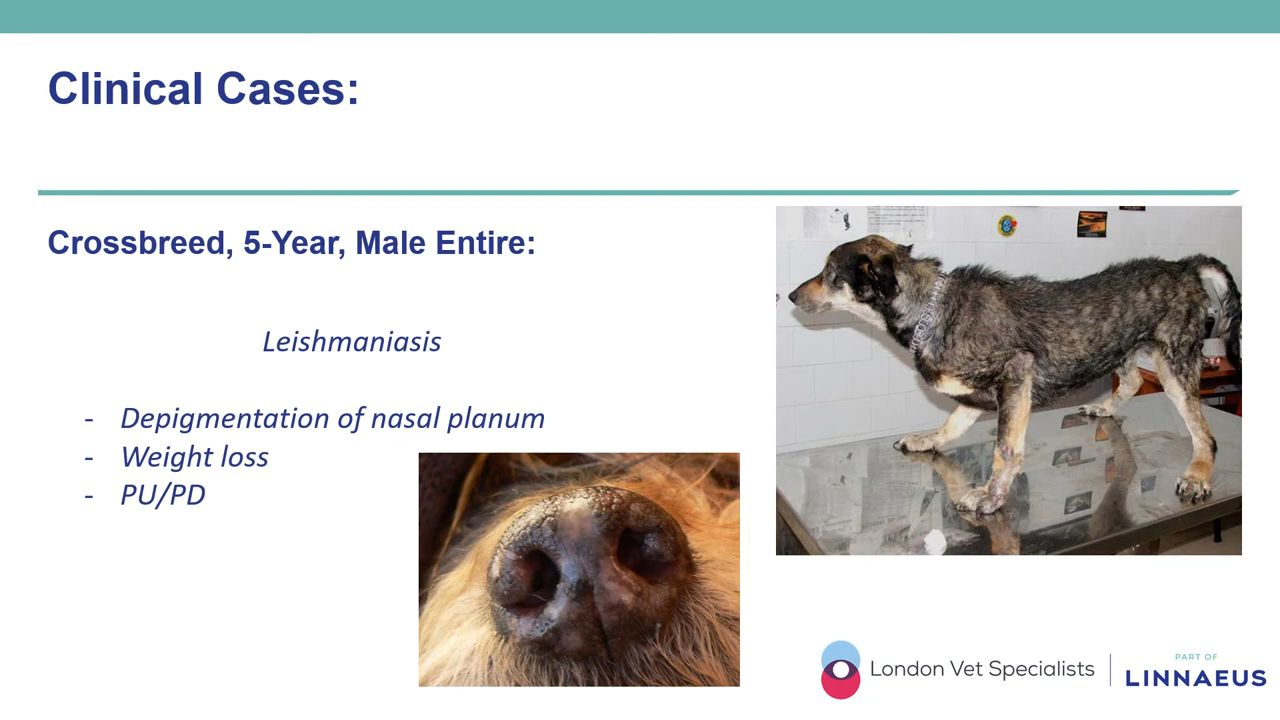 Clinical Cases:
Crossbreed, 5-Year, Male Entire:
Leishmaniasis
- Depigmentation of nasal planum
- Weight loss
- PU/PD
London Vet Specialists
PART OF
LINNAEUS